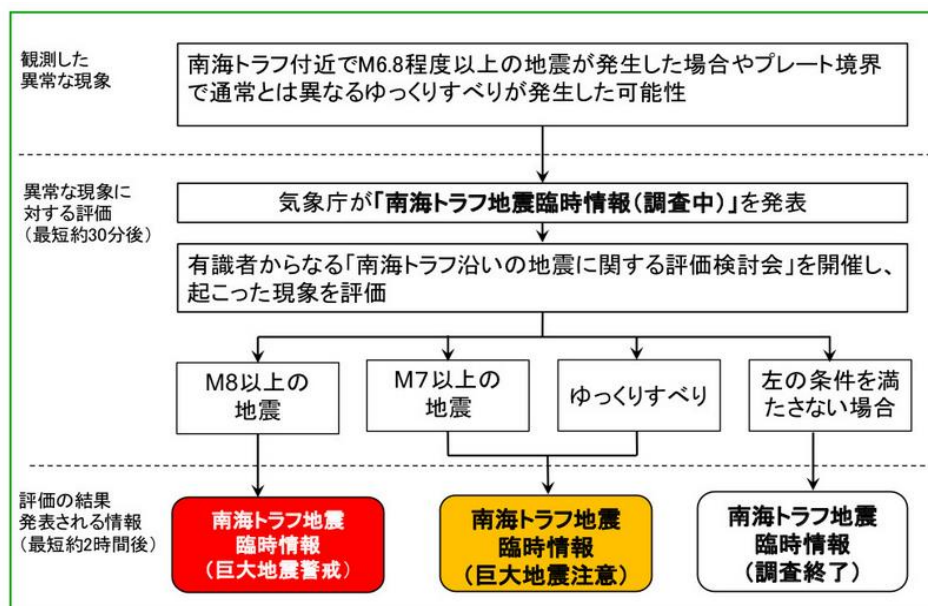 観測した
異常な現象
南海トラフ付近でM6.8程度以上の地震が発生した場合やプレート境界
で通常とは異なるゆっくりすべりが発生した可能性
異常な現象に
対する評価
（最短約30分後）
気象庁が「南海トラフ地震臨時情報（調査中）」を発表
有識者からなる「南海トラフ沿いの地震に関する評価検討会」を開催し、
起こった現象を評価
M8以上の
地震
M7以上の
地震
ゆっくりすべり
左の条件を満
たさない場合
評価の結果
発表される情報
（最短約2時間後）
南海トラフ地震
臨時情報
（巨大地震警戒）
南海トラフ地震
臨時情報
（巨大地震注意）
南海トラフ地震
臨時情報
（調査終了）